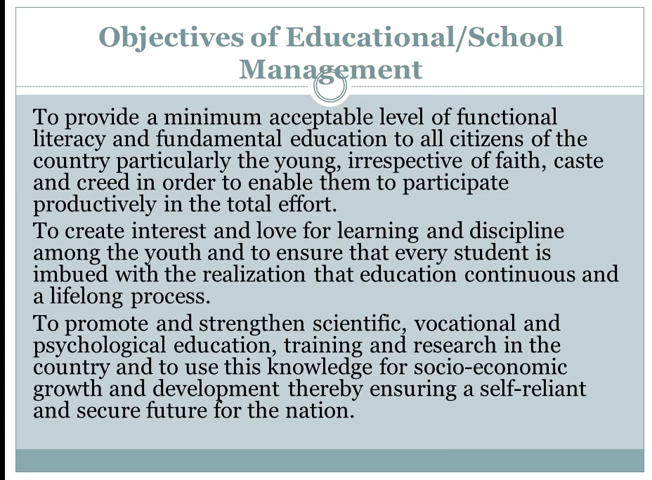 Objectives of Educational/School
Management
To provide a minimum acceptable level of functional
literacy and fundamental education to all citizens of the
country particularly the young, irrespective of faith, caste
and creed in order to enable them to participate
productively in the total effort.
To create interest and love for learning and discipline
among the youth and to ensure that every student is
imbued with the realization that education continuous and
a lifelong process.
To promote and strengthen scientific, vocational and
psychological education, training and research in the
country and to use this knowledge for socio-economic
growth and development thereby ensuring a self-reliant
and secure future for the nation.